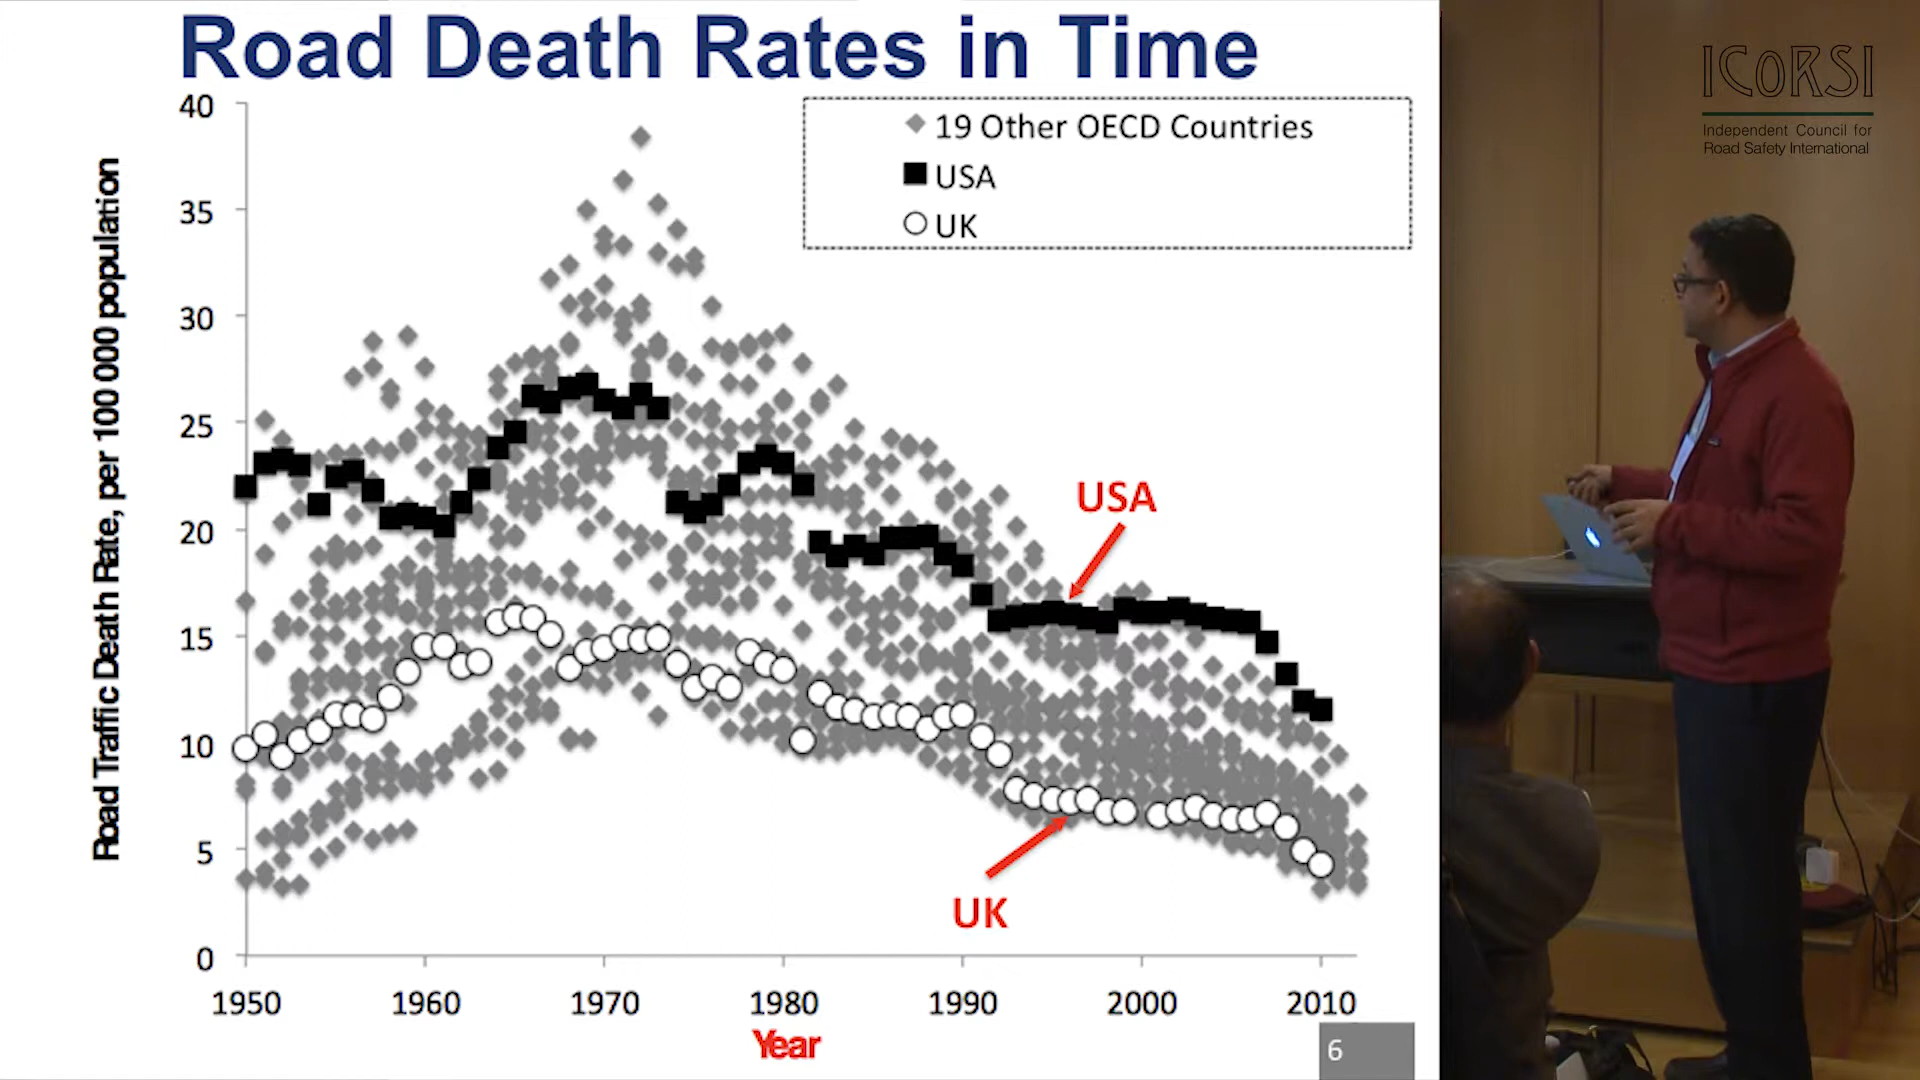 Road Death Rates in Time
Road Traffic Death Rate, per 100 000 population
40
35
30
25
20
15
10
5
0
19 Other OECD Countries
USA
UK
USA
UK
1950
1960
1970
1980
1990
2000
2010
Year
6
ICORSI
Independent Council for
Road Safety International